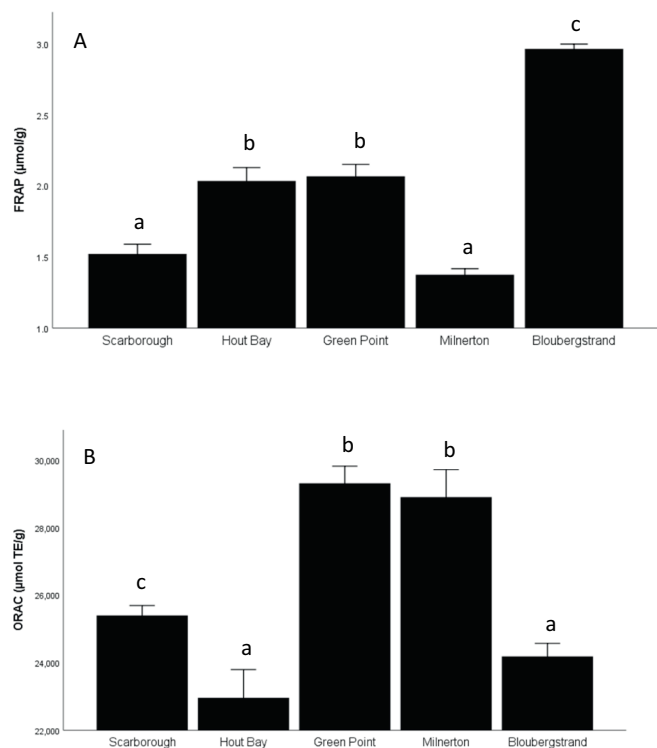 A
c
3.0
2.5
b b
2.0
a
a
1.5
1.0
FRAP (µmol/g)
Scarborough Hout Bay Green Point Milnerton Bloubergstrand
B
b b
30,000
28,000
c
26,000
a
a
24,000
22,000
ORAC (µmol TE/g)
Scarborough Hout Bay Green Point Milnerton Bloubergstrand